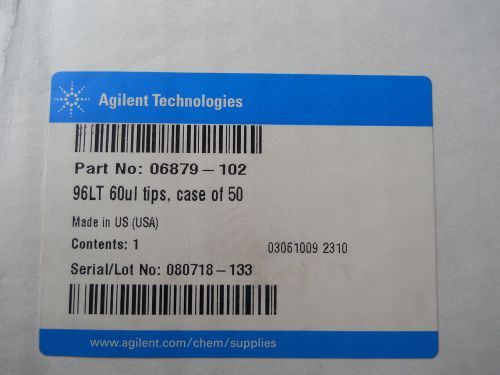 Agilent Technologies
Part No: 06879-102
96LT 60ul tips, case of 50
Made in US (USA)
Contents: 1 03061009 2310
Serial/Lot No: 080718-133
www.agilent.com/chem/supplies